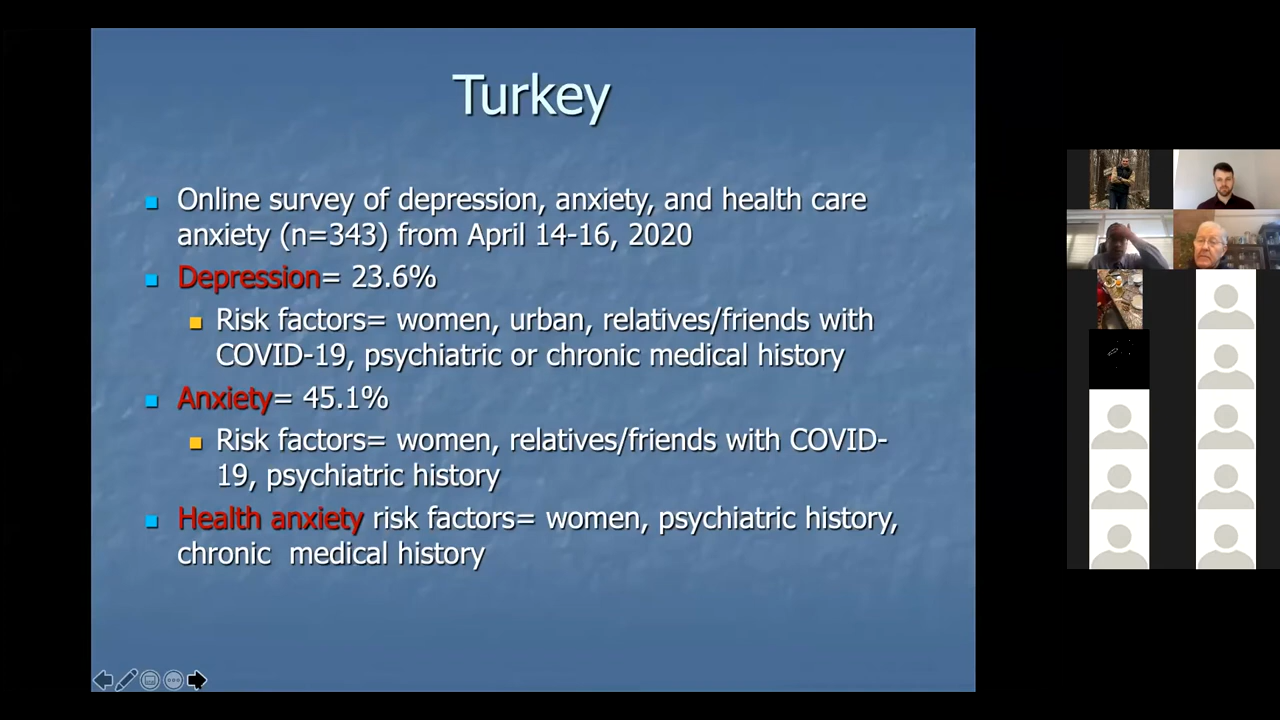 Turkey
Online survey of depression, anxiety, and health care
anxiety (n=343) from April 14-16, 2020
Depression= 23.6%
Risk factors= women, urban, relatives/friends with
COVID-19, psychiatric or chronic medical history
Anxiety= 45.1%
Risk factors= women, relatives/friends with COVID-
19, psychiatric history
Health anxiety risk factors= women, psychiatric history,
chronic  medical history